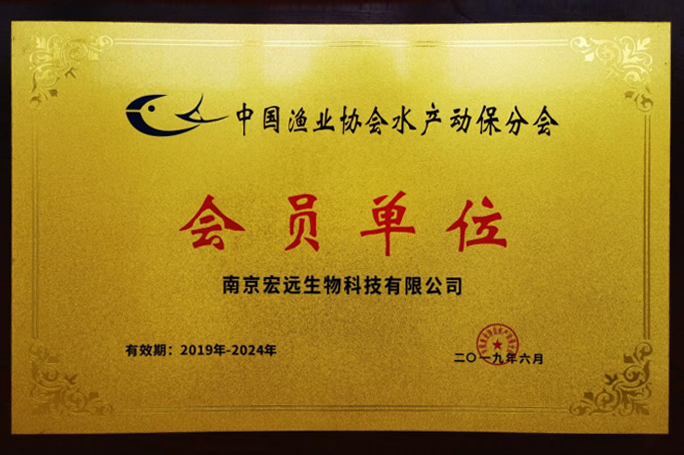 中国渔业协会水产动保分会
会员单位
南京宏远生物科技有限公司
有效期：2019年-2024年
二〇一九年六月